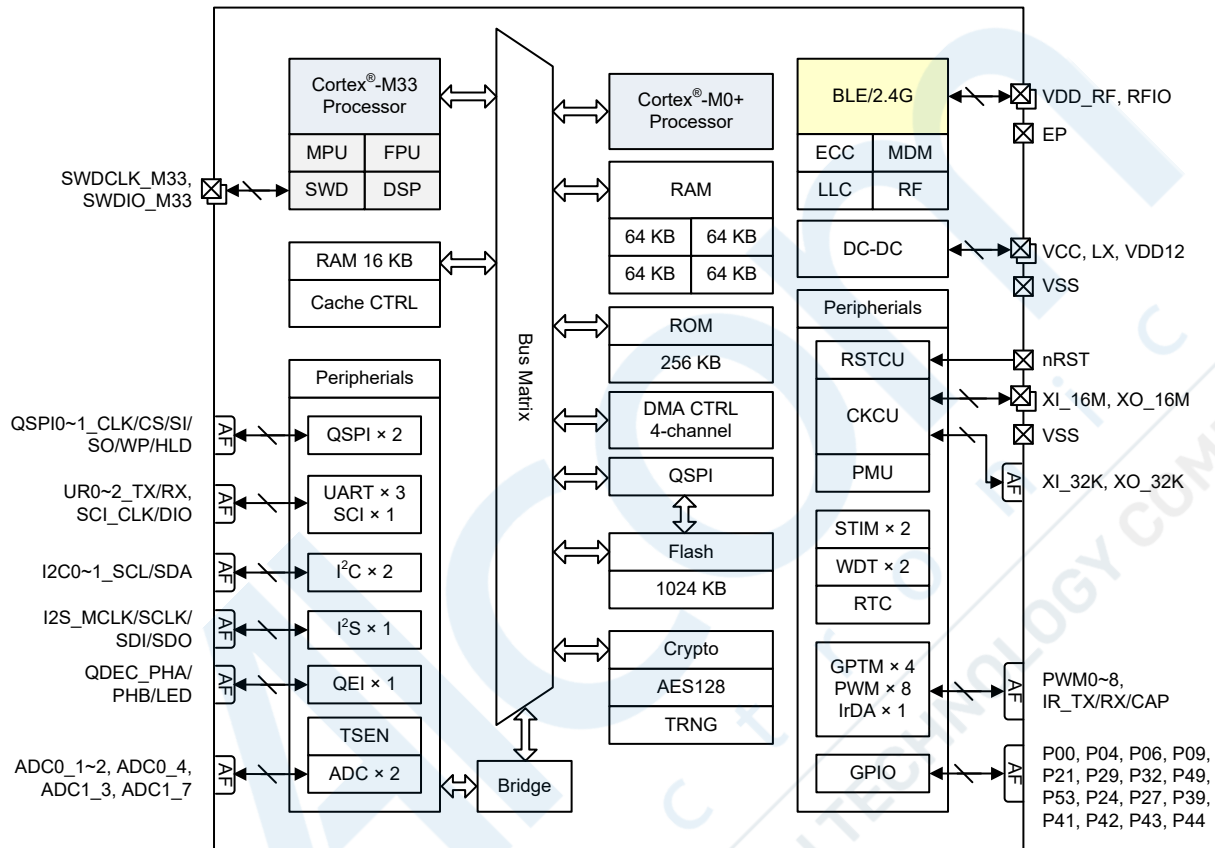 Cortex®-M33
Processor
MPU
FPU
SWD
DSP
SWDCLK_M33,
SWDIO_M33
RAM 16 KB
Cache CTRL
Peripherials
QSPI0~1_CLK/CS/SI/
SO/WP/HLD
AF
QSPI × 2
UR0~2_TX/RX,
SCI_CLK/DIO
AF
UART × 3
SCI × 1
I2C0~1_SCL/SDA
AF
I²C × 2
I2S_MCLK/SCLK/
SDI/SDO
AF
I²S × 1
QDEC_PHA/
PHB/LED
AF
QEI × 1
TSEN
ADC0_1~2, ADC0_4,
ADC1_3, ADC1_7
AF
ADC × 2
Bus Matrix
Bridge
Cortex®-M0+
Processor
RAM
64 KB
64 KB
64 KB
64 KB
ROM
256 KB
DMA CTRL
4-channel
QSPI
Flash
1024 KB
Crypto
AES128
TRNG
BLE/2.4G
ECC
MDM
LLC
RF
VDD_RF, RFIO
EP
DC-DC
VCC, LX, VDD12
VSS
Peripherials
RSTCU
nRST
CKCU
XI_16M, XO_16M
VSS
PMU
AF
XI_32K, XO_32K
STIM × 2
WDT × 2
RTC
GPTM × 4
PWM × 8
IrDA × 1
AF
PWM0~8,
IR_TX/RX/CAP
GPIO
AF
P00, P04, P06, P09,
P21, P29, P32, P49,
P53, P24, P27, P39,
P41, P42, P43, P44